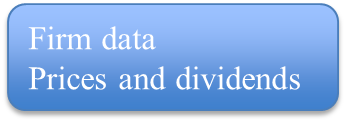 Firm data
Prices and dividends